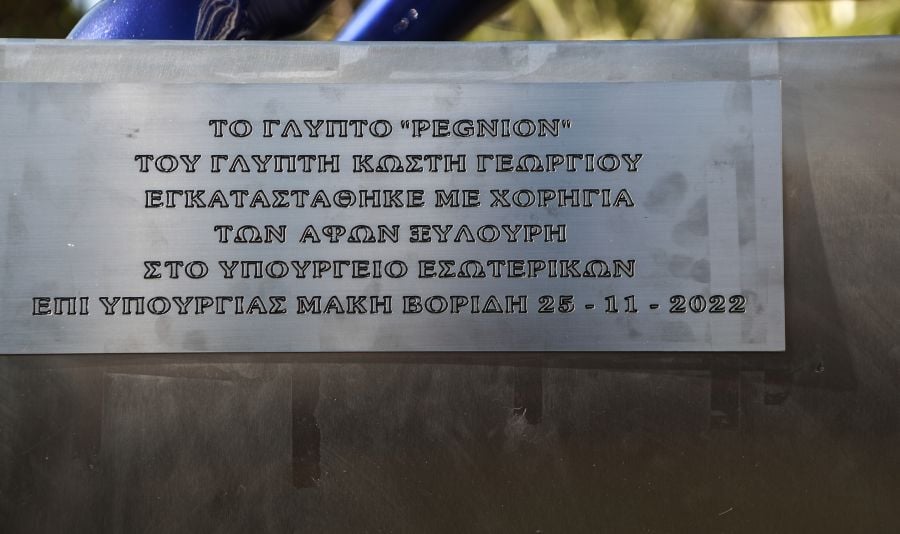 ΤΟ ΓΛΥΠΤΟ "PEGNION"
ΤΟΥ ΓΛΥΠΤΗ ΚΩΣΤΗ ΓΕΩΡΓΙΟΥ
ΕΓΚΑΤΑΣΤΑΘΗΚΕ ΜΕ ΧΟΡΗΓΙΑ
ΤΩΝ ΑΦΩΝ ΞΥΛΟΥΡΗ
ΣΤΟ ΥΠΟΥΡΓΕΙΟ ΕΣΩΤΕΡΙΚΩΝ
ΕΠΙ ΥΠΟΥΡΓΙΑΣ ΜΑΚΗ ΒΟΡΙΔΗ 25 - 11 - 2022